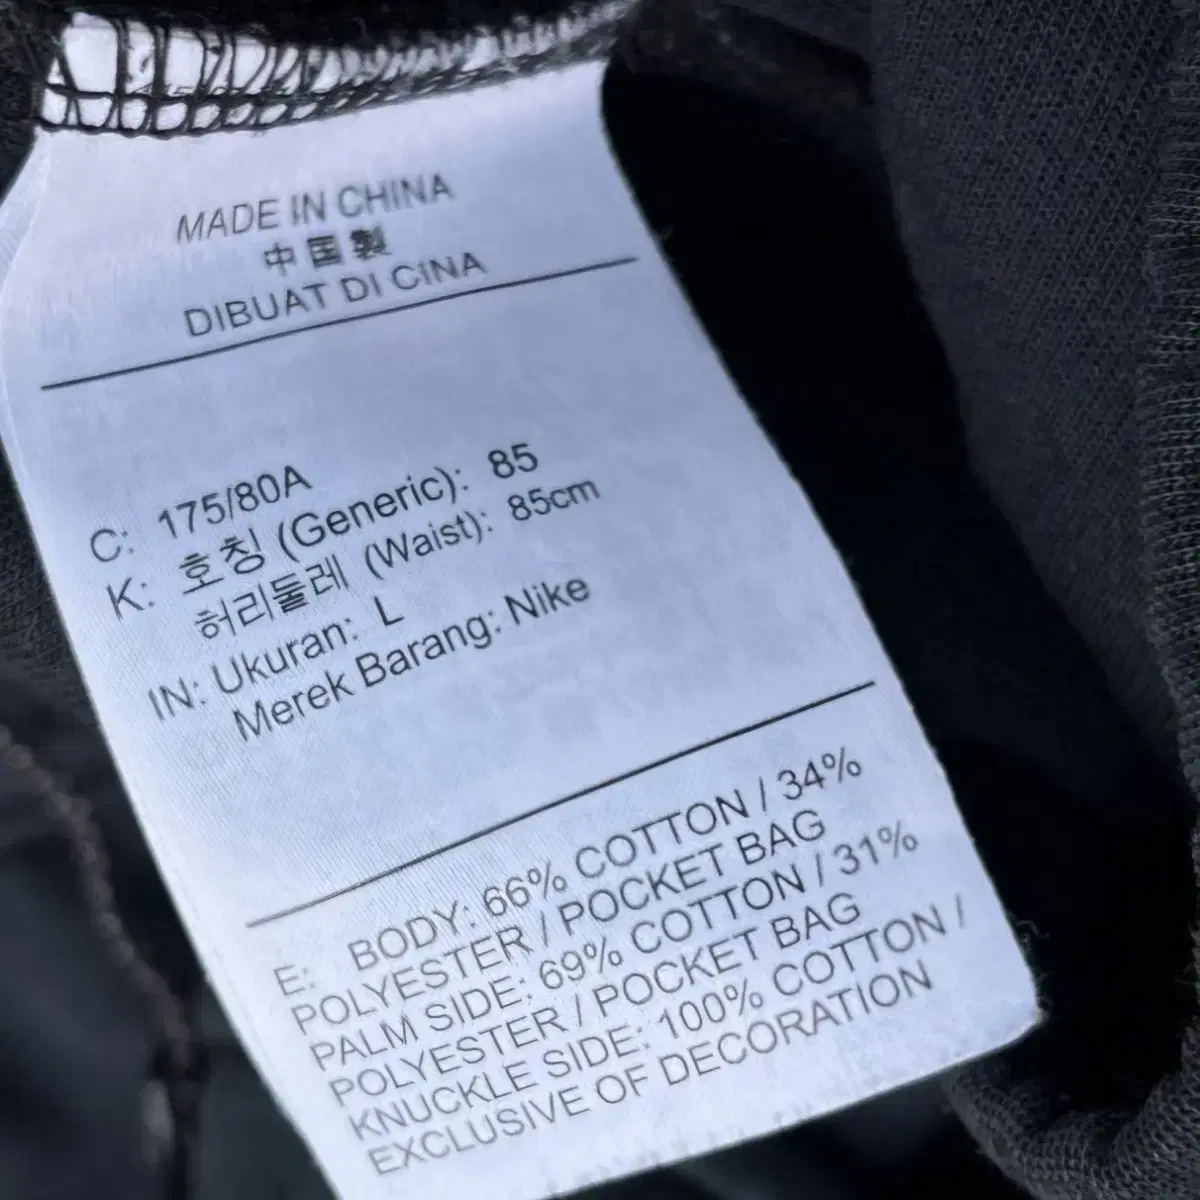 MADE IN CHINA
中国製
DIBUAT DI CINA
C: 175/80A
K: 호칭 (Generic): 85
허리둘레 (Waist): 85cm
IN: Ukuran: L
Merek Barang: Nike
E: BODY: 66% COTTON / 34%
POLYESTER / POCKET BAG
PALM SIDE: 69% COTTON / 31%
POLYESTER / POCKET BAG
KNUCKLE SIDE: 100% COTTON /
EXCLUSIVE OF DECORATION